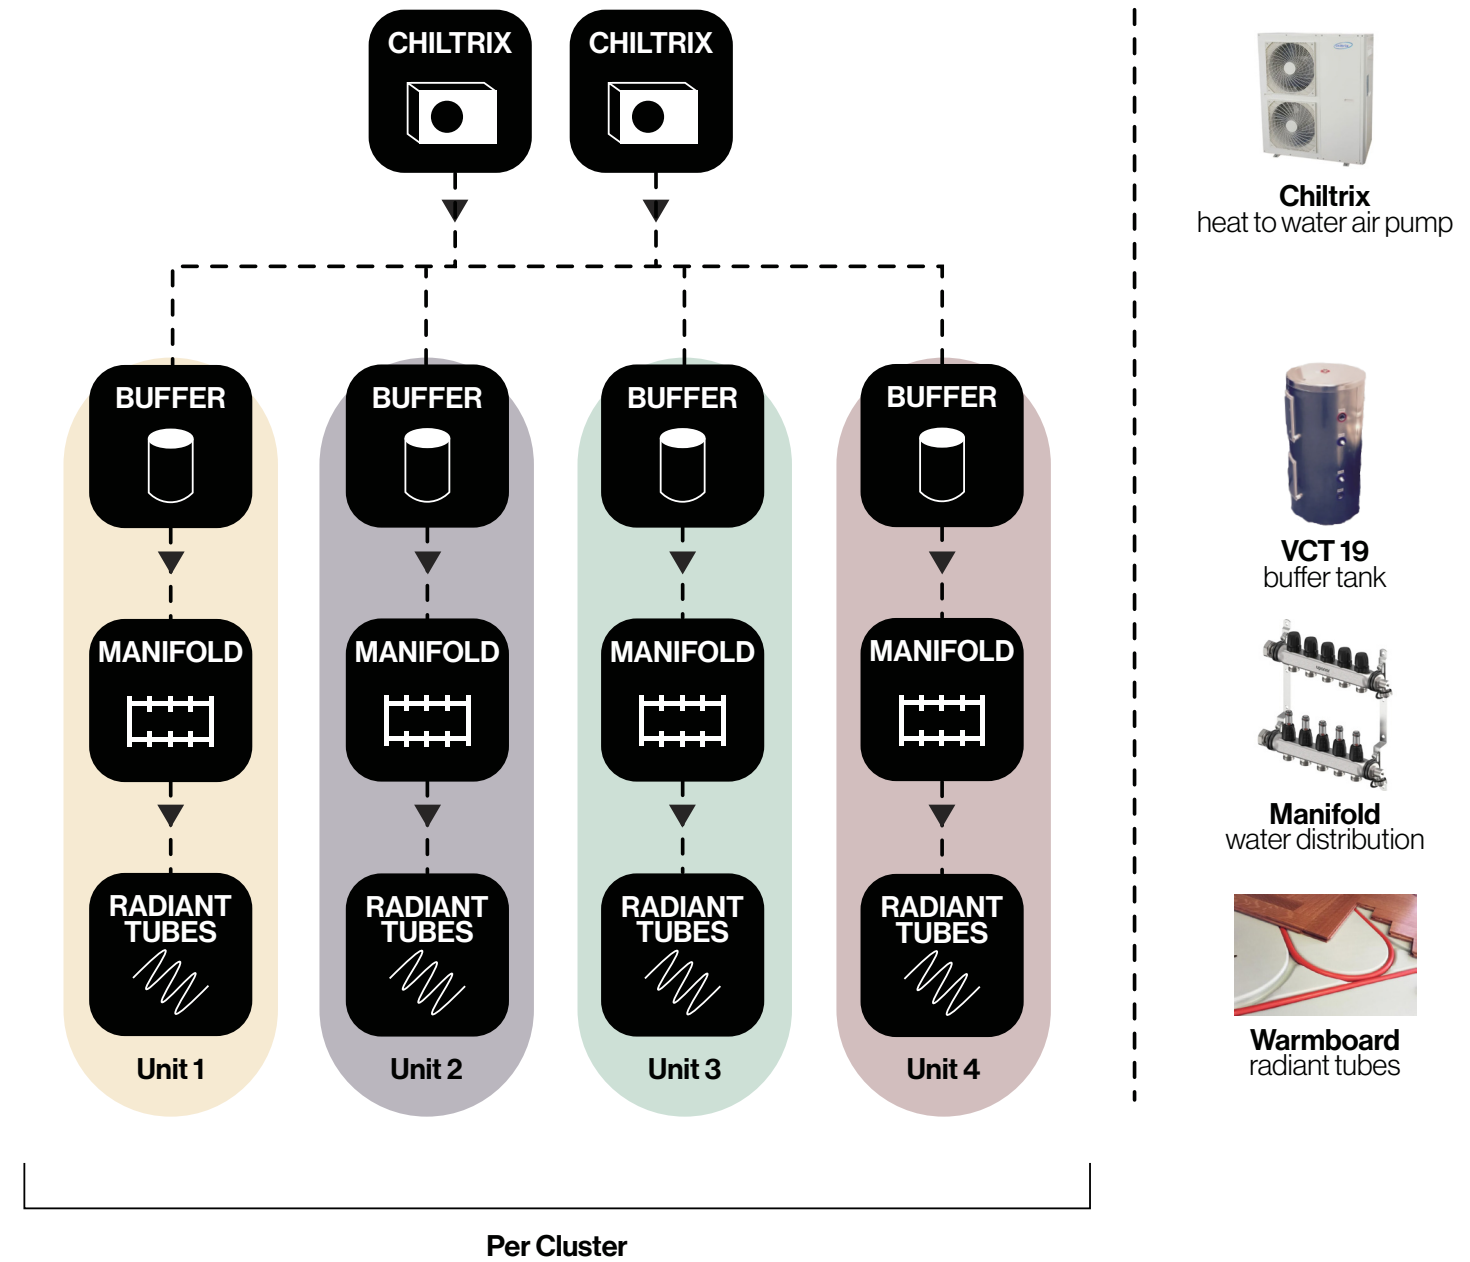 CHILTRIX
CHILTRIX
BUFFER
BUFFER
BUFFER
BUFFER
MANIFOLD
MANIFOLD
MANIFOLD
MANIFOLD
RADIANT
TUBES
RADIANT
TUBES
RADIANT
TUBES
RADIANT
TUBES
Unit 1
Unit 2
Unit 3
Unit 4
Per Cluster
Chiltrix
heat to water air pump
VCT 19
buffer tank
Manifold
water distribution
Warmboard
radiant tubes